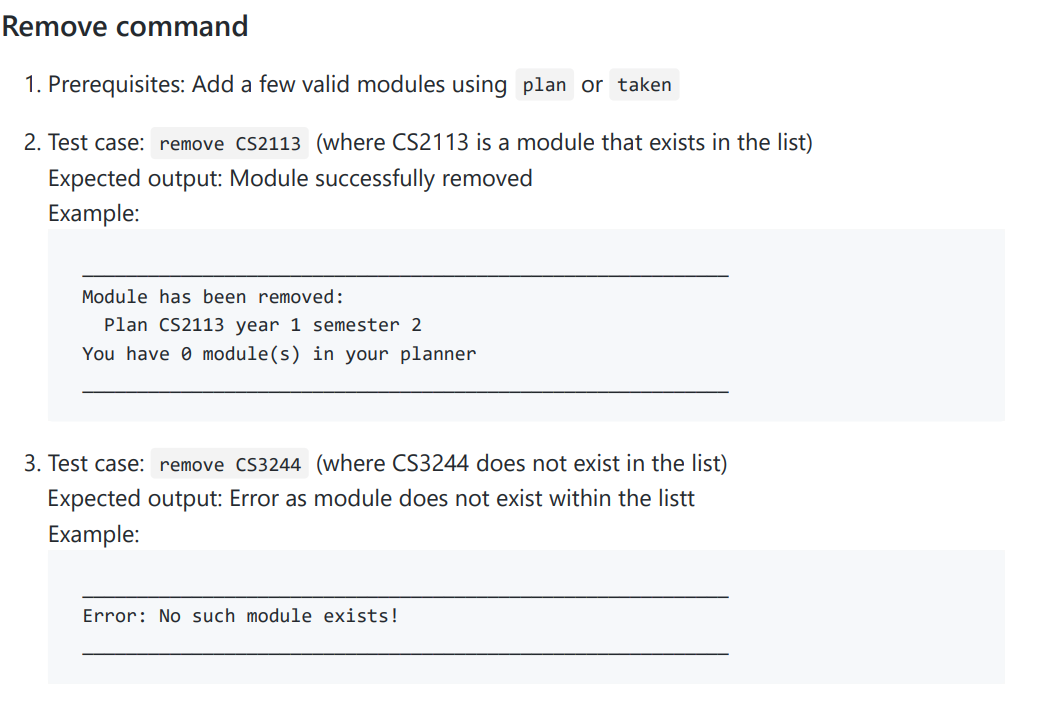 Remove command
1. Prerequisites: Add a few valid modules using plan or taken
2. Test case: remove CS2113 (where CS2113 is a module that exists in the list)
Expected output: Module successfully removed
Example:
Module has been removed:
Plan CS2113 year 1 semester 2
You have 0 module(s) in your planner
3. Test case: remove CS3244 (where CS3244 does not exist in the list)
Expected output: Error as module does not exist within the listt
Example:
Error: No such module exists!